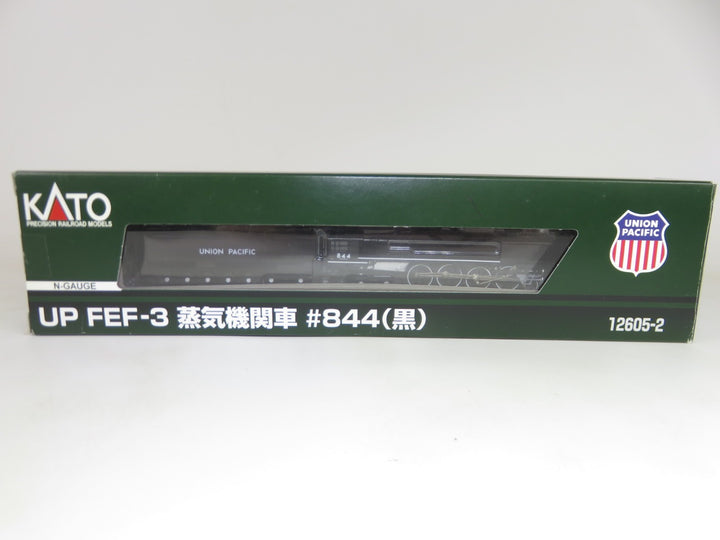 KATO
PRECISION RAILROAD MODELS
UNION PACIFIC
844
UNION
PACIFIC
N-GAUGE
UP FEF-3 蒸気機関車 #844(黒)
12605-2